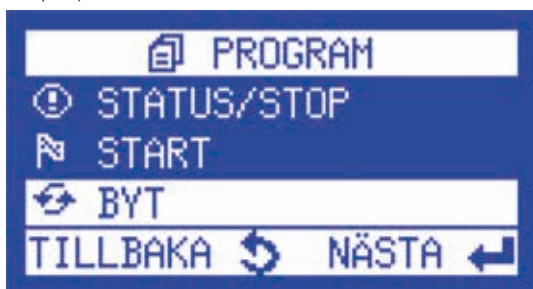 PROGRAM
STATUS/STOP
START
BYT
TILLBAKA NÄSTA